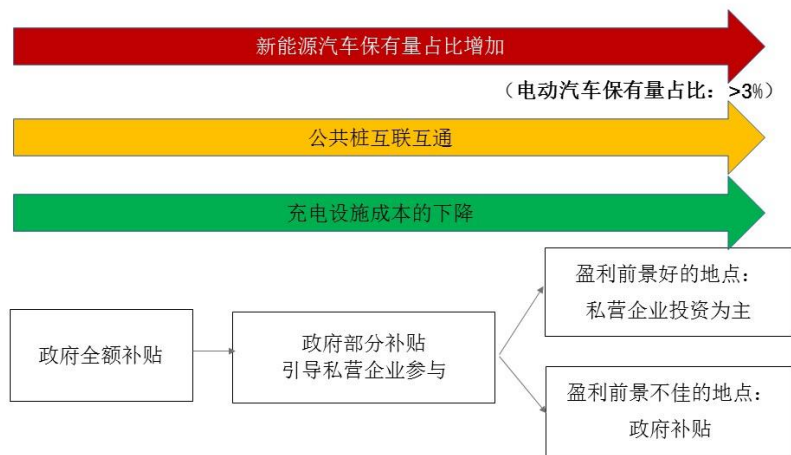 新能源汽车保有量占比增加
（电动汽车保有量占比：>3%）
公共桩互联互通
充电设施成本的下降
盈利前景好的地点：
私营企业投资为主
政府全额补贴
政府部分补贴
引导私营企业参与
盈利前景不佳的地点：
政府补贴